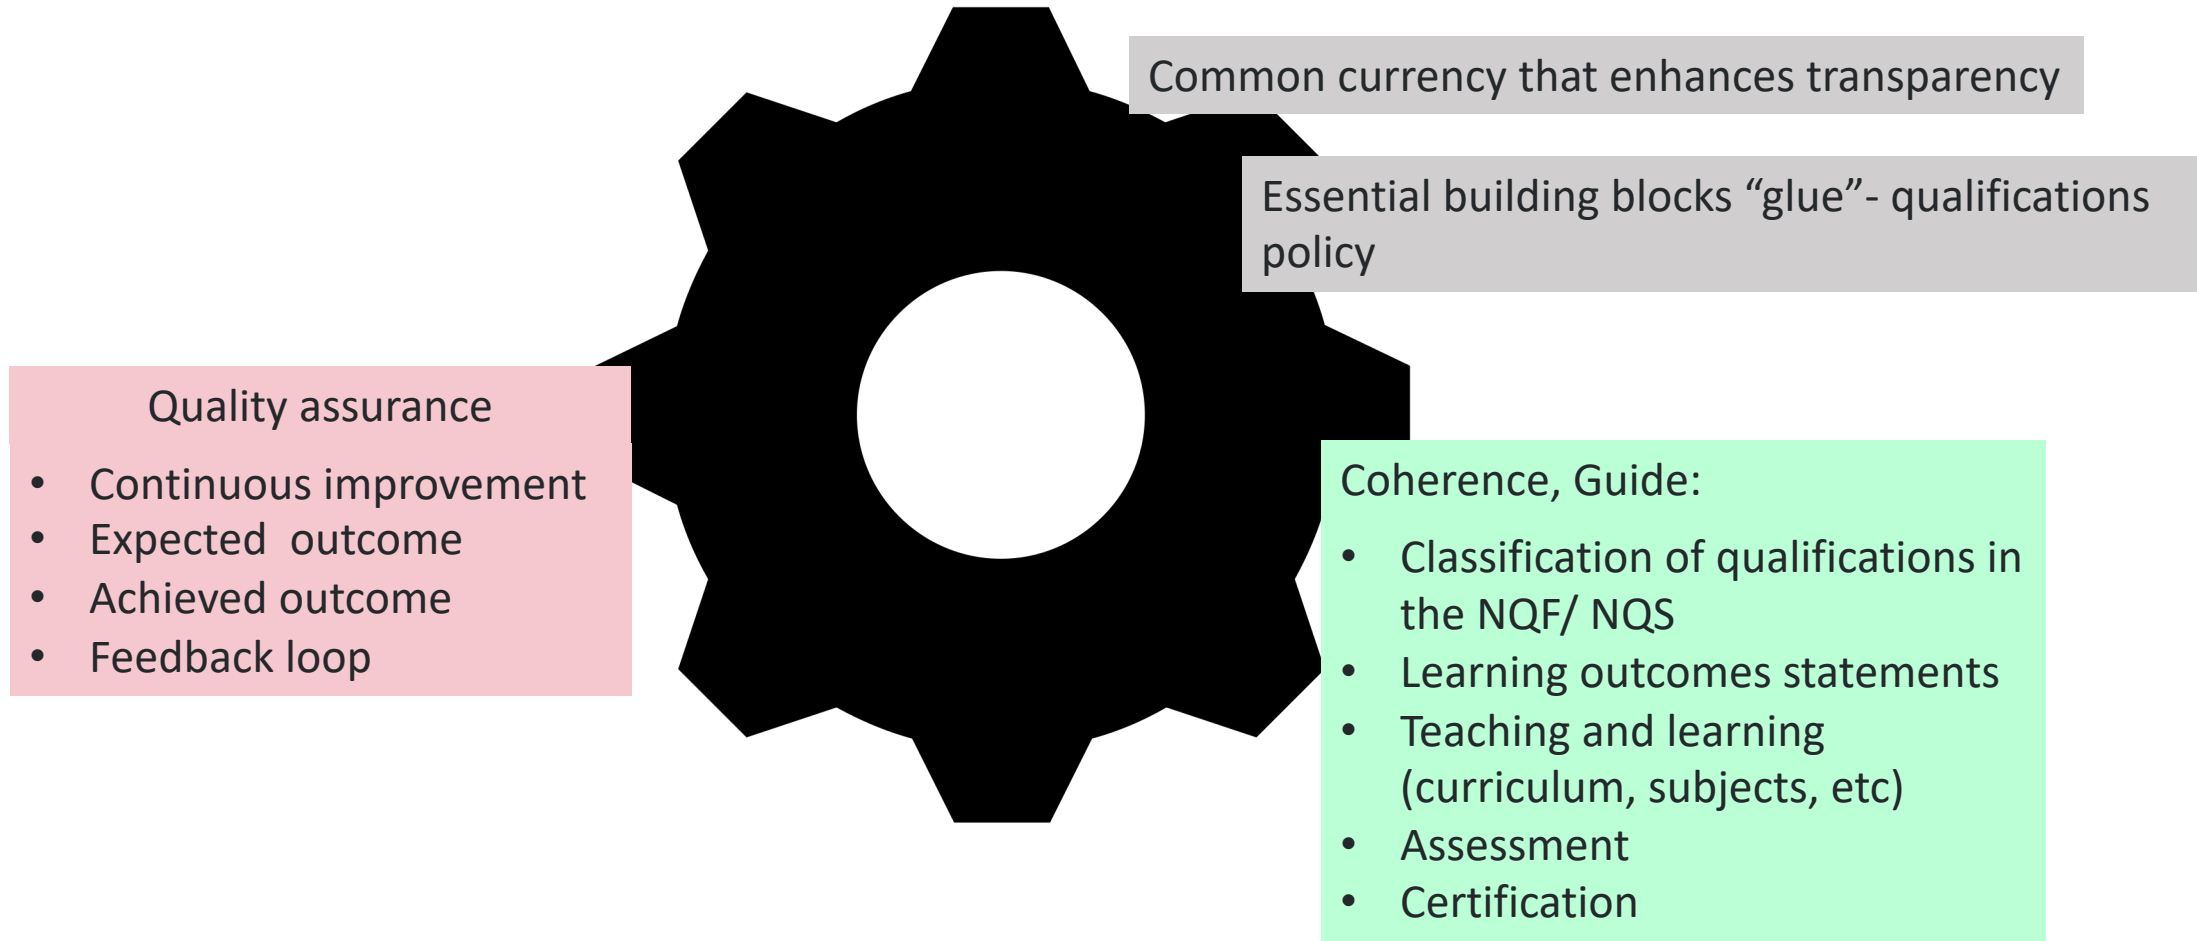 Common currency that enhances transparency
Essential building blocks “glue”- qualifications
policy
Quality assurance
• Continuous improvement
• Expected  outcome
• Achieved outcome
• Feedback loop
Coherence, Guide:
• Classification of qualifications in
the NQF/ NQS
• Learning outcomes statements
• Teaching and learning
(curriculum, subjects, etc)
• Assessment
• Certification